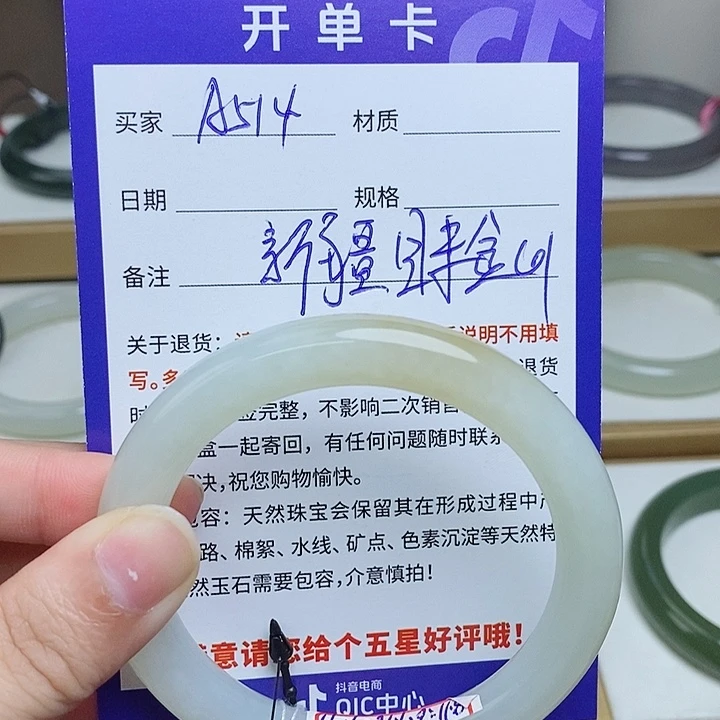 开单卡
买家 A514 材质
日期 规格
备注 新疆且末金山
关于退货：
说明不用填
写。多
退货
完整，不影响二次销售
盒一起寄回，有任何问题随时联系
决，祝您购物愉快。
容：天然珠宝会保留其在形成过程中
路、棉絮、水线、矿点、色素沉淀等天然特
然玉石需要包容，介意慎拍！
意请您给个五星好评哦！
抖音电商
QIC中心